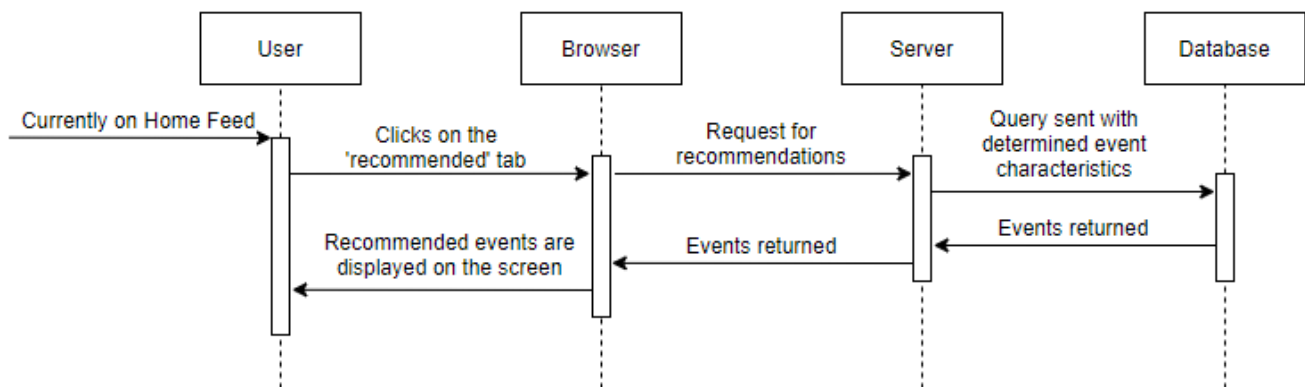 User
Browser
Server
Database
Currently on Home Feed
Clicks on the
'recommended' tab
Request for
recommendations
Query sent with
determined event
characteristics
Events returned
Events returned
Recommended events are
displayed on the screen